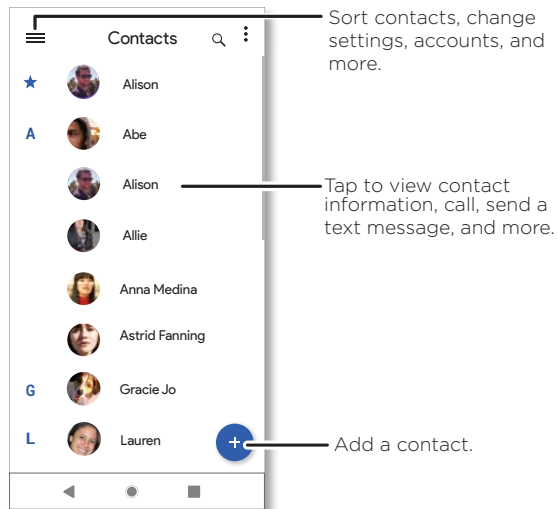 Contacts
Sort contacts, change
settings, accounts, and
more.
★ Alison
A Abe
Alison
Tap to view contact
information, call, send a
text message, and more.
Allie
Anna Medina
Astrid Fanning
G Gracie Jo
L Lauren
+
Add a contact.